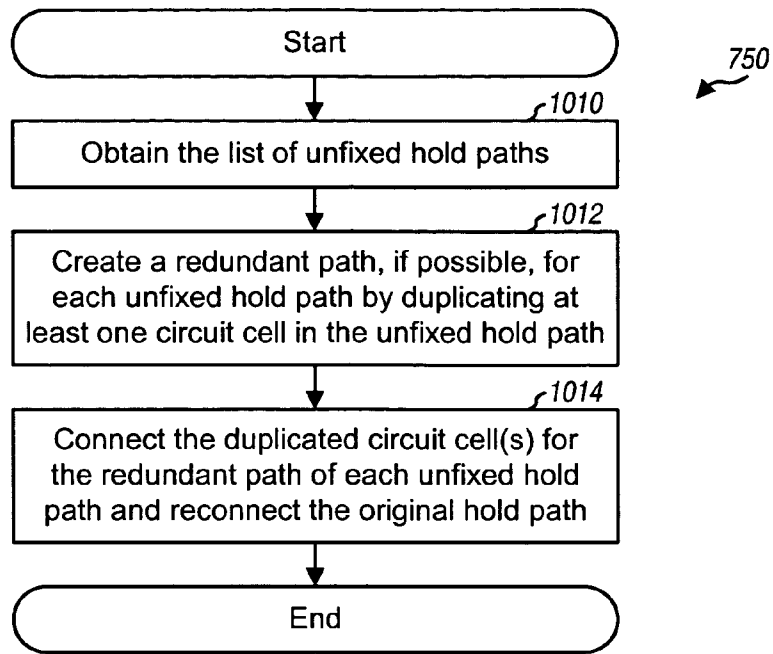 Start
750
1010
Obtain the list of unfixed hold paths
1012
Create a redundant path, if possible, for
each unfixed hold path by duplicating at
least one circuit cell in the unfixed hold path
1014
Connect the duplicated circuit cell(s) for
the redundant path of each unfixed hold
path and reconnect the original hold path
End